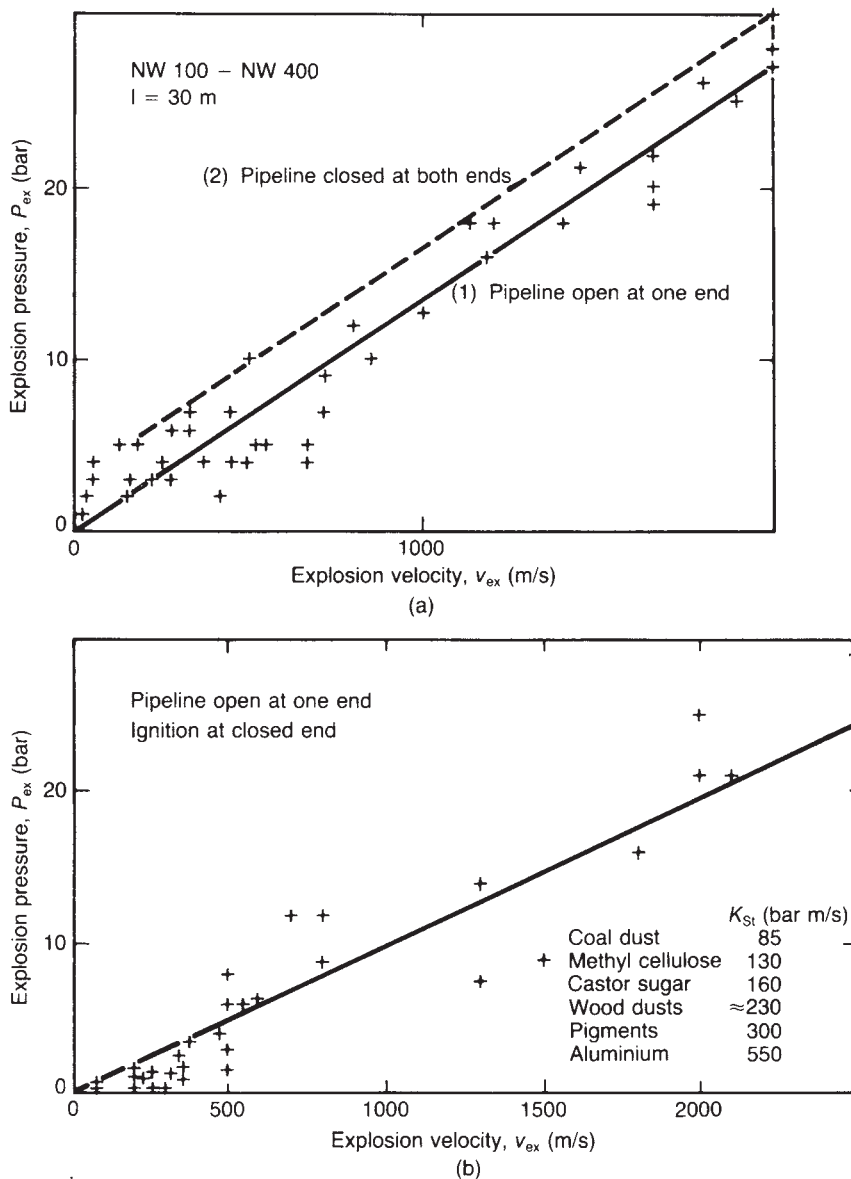 NW 100 – NW 400
l = 30 m
(2) Pipeline closed at both ends
(1) Pipeline open at one end
Explosion pressure, Pex (bar)
20
10
0
0
1000
Explosion velocity, vex (m/s)
(a)
Pipeline open at one end
Ignition at closed end
Explosion pressure, Pex (bar)
20
10
0
KSt (bar m/s)
Coal dust 85
Methyl cellulose 130
Castor sugar 160
Wood dusts ≈230
Pigments 300
Aluminium 550
0 500 1000 1500 2000
Explosion velocity, vex (m/s)
(b)